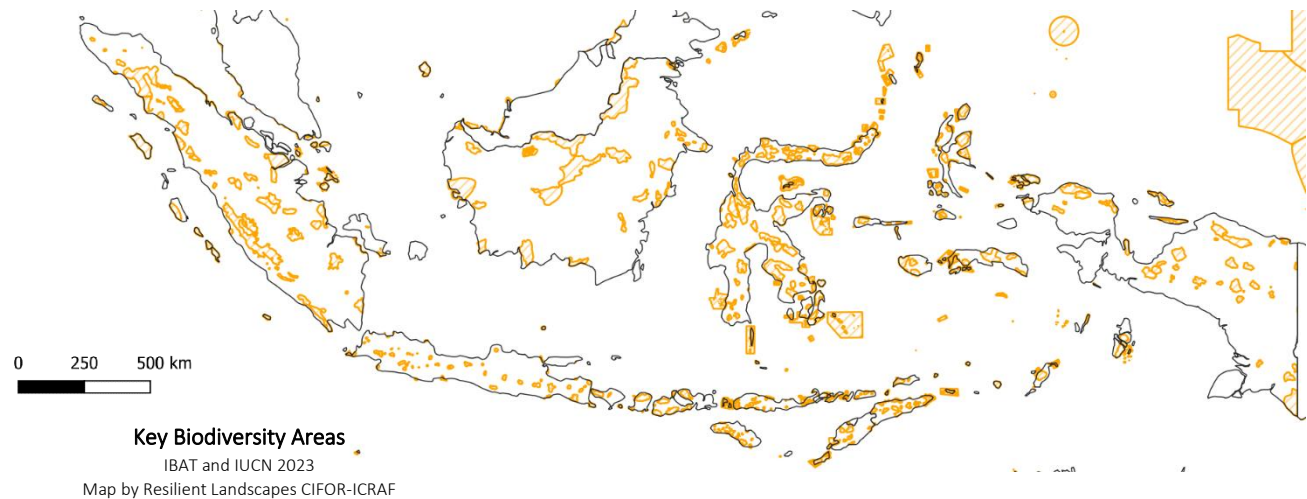 0 250 500 km
Key Biodiversity Areas
IBAT and IUCN 2023
Map by Resilient Landscapes CIFOR-ICRAF